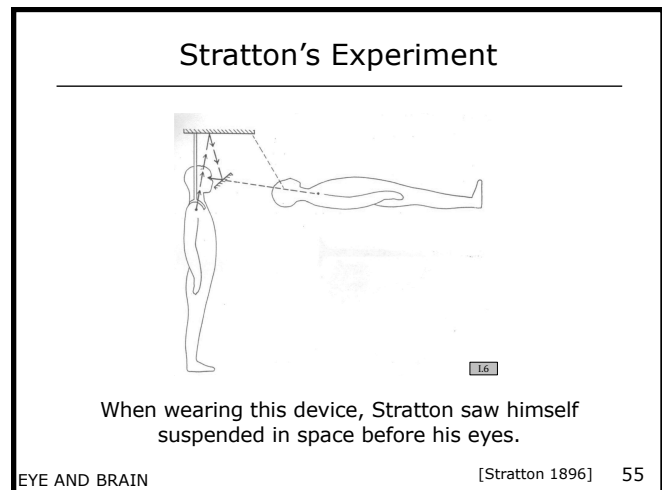 Stratton's Experiment
I.6
When wearing this device, Stratton saw himself
suspended in space before his eyes.
EYE AND BRAIN
[Stratton 1896]
55